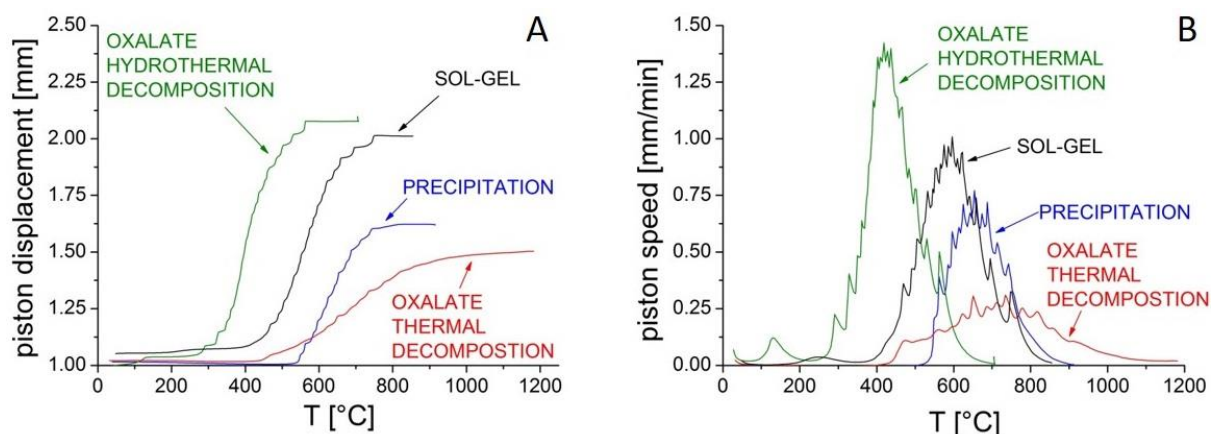 A
piston displacement [mm]
2.50
2.25
2.00
1.75
1.50
1.25
1.00
OXALATE
HYDROTHERMAL
DECOMPOSITION
SOL-GEL
PRECIPITATION
OXALATE
THERMAL
DECOMPOSTION
0 200 400 600 800 1000 1200
T [°C]
B
piston speed [mm/min]
1.50
1.25
1.00
0.75
0.50
0.25
0.00
OXALATE
HYDROTHERMAL
DECOMPOSITION
SOL-GEL
PRECIPITATION
OXALATE
THERMAL
DECOMPOSTION
0 200 400 600 800 1000 1200
T [°C]